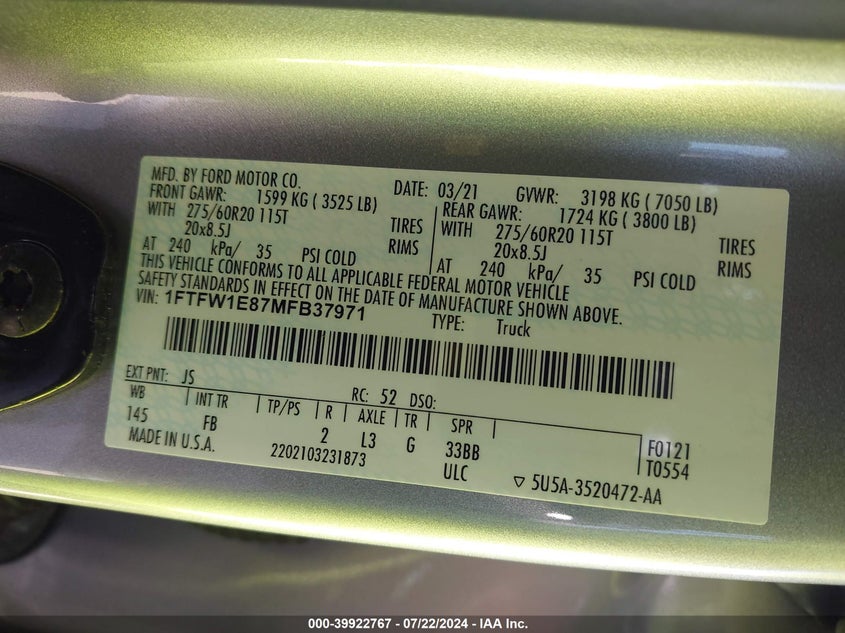 MFD. BY FORD MOTOR CO. DATE: 03/21 GVWR: 3198 KG ( 7050 LB)
FRONT GAWR: 1599 KG ( 3525 LB) REAR GAWR: 1724 KG ( 3800 LB)
WITH 275/60R20 115T TIRES WITH 275/60R20 115T TIRES
20x8.5J RIMS 20x8.5J RIMS
AT 240 kPa/ 35 PSI COLD AT 240 kPa/ 35 PSI COLD
THIS VEHICLE CONFORMS TO ALL APPLICABLE FEDERAL MOTOR VEHICLE
SAFETY STANDARDS IN EFFECT ON THE DATE OF MANUFACTURE SHOWN ABOVE.
VIN: 1FTFW1E87MFB37971 TYPE: Truck
EXT PNT: JS RC: 52 DSO:
WB INT TR TP/PS R AXLE TR SPR
145 FB 2 L3 G 33BB F0121
MADE IN U.S.A. 2202103231873 ULC T0554
▽ 5U5A-3520472-AA
000-39922767 / 07/22/2024 - IAA Inc.